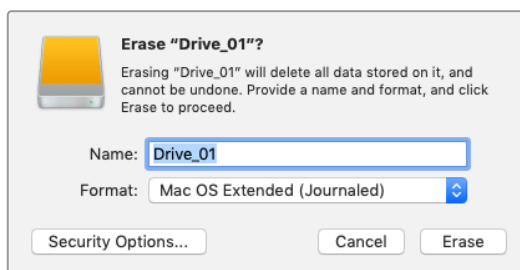 Erase “Drive_01”?
Erasing “Drive_01” will delete all data stored on it, and
cannot be undone. Provide a name and format, and click
Erase to proceed.
Name: Drive_01
Format: Mac OS Extended (Journaled)
Security Options... Cancel Erase